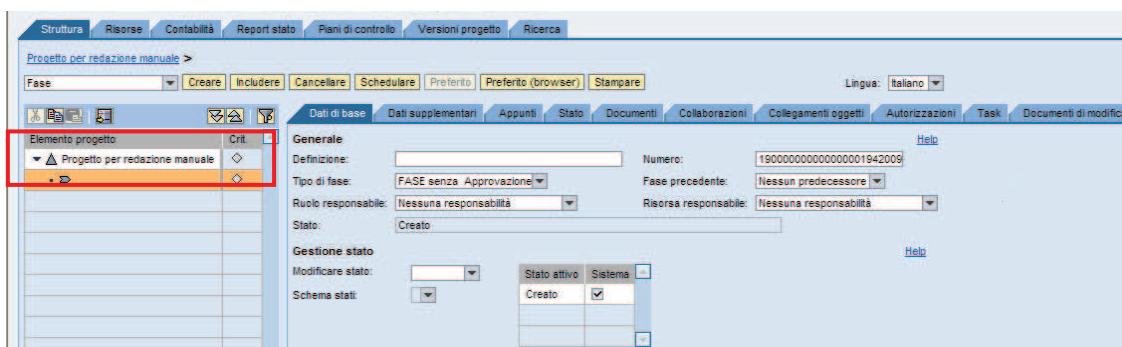 Struttura Risorse Contabilità Report stato Piani di controllo Versioni progetto Ricerca
Progetto per redazione manuale >
Fase Creare Includere Cancellare Schedulare Preferito Preferito (browser) Stampare Lingua: Italiano
Dati di base Dati supplementari Appunti Stato Documenti Collaborazioni Collegamenti oggetti Autorizzazioni Task Documenti di modific
Elemento progetto Crit. Generale Help
Progetto per redazione manuale Definizione: Numero: 19000000000000001942009
Tipo di fase: FASE senza Approvazione Fase precedente: Nessun predecessore
Ruolo responsabile: Nessuna responsabilità Risorsa responsabile: Nessuna responsabilità
Stato: Creato
Gestione stato Help
Modificare stato: Stato attivo Sistema
Schema stati: Creato